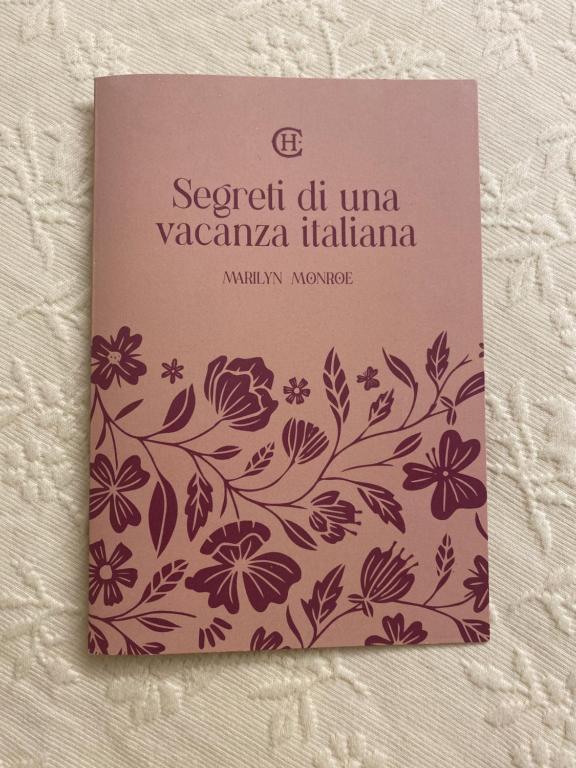 CH
Segreti di una
vacanza italiana
MARILYN MONROE